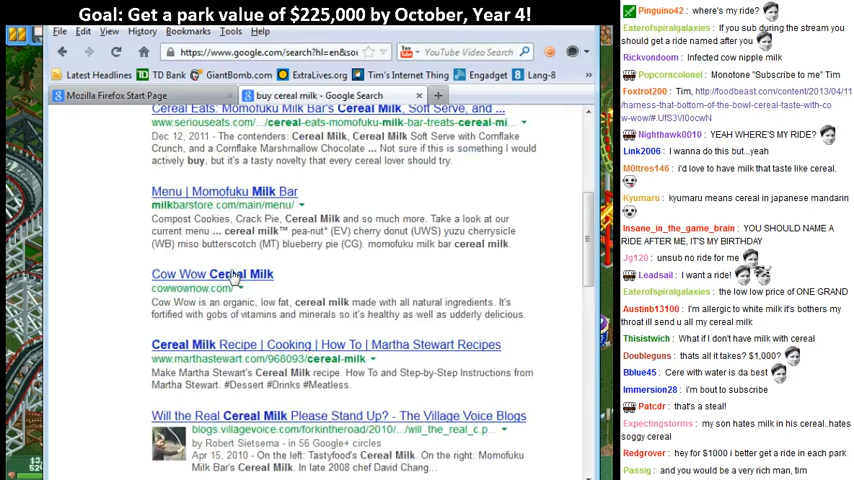 Goal: Get a park value of $225,000 by October, Year 4!
Edit View History Bookmarks Tools Help
https://www.google.com/search?hl=en&sou
YouTube Video Search
Latest Headlines TD Bank GiantBomb.com ExtraLives.org Tim's Internet Thing Engadget Lang-8
Mozilla Firefox Start Page × buy cereal milk - Google Search × +
Cereal Eats: Momofuku Milk Bar's Cereal Milk, Soft Serve, and ...
www.seriouseats.com/.../cereal-eats-momofuku-milk-bar-treats-cereal-mi...
Dec 12, 2011 - The contenders: Cereal Milk, Cereal Milk Soft Serve with Cornflake
Crunch, and a Cornflake Marshmallow Chocolate ... Not sure if this is something I would
actively buy, but it's a tasty novelty that every cereal lover should try.
Menu | Momofuku Milk Bar
milkbarstore.com/main/menu/
Compost Cookies, Crack Pie, Cereal Milk and so much more. Take a look at our
current menu ... cereal milk™ pea-nut* (EV) cherry donut (UWS) yuzu cherrysicle
(WB) miso butterscotch (MT) blueberry pie (CG). momofuku milk bar cereal milk.
Cow Wow Cereal Milk
cowwownow.com/
Cow Wow is an organic, low fat, cereal milk made with all natural ingredients. It's
fortified with gobs of vitamins and minerals so it's healthy as well as udderly delicious.
Cereal Milk Recipe | Cooking | How To | Martha Stewart Recipes
www.marthastewart.com/968093/cereal-milk
Make Martha Stewart's Cereal Milk recipe. How To and Step-by-Step Instructions from
Martha Stewart. #Dessert #Drinks #Meatless.
Will the Real Cereal Milk Please Stand Up? - The Village Voice Blogs
blogs.villagevoice.com/forkintheroad/2010/.../will_the_real_c.p...
by Robert Sietsema - in 56 Google+ circles
Apr 15, 2010 - On the left: Tastyfood's Cereal Milk. On the right: Momofuku
Milk Bar's Cereal Milk. In late 2008 chef David Chang...
Pinguino42 : where's my ride?
Eaterofspiralgalaxies : If you sub during the stream you
should get a ride named after you
Rickvondoom : Infected cow nipple milk
Popcorncolonel : Monotone "Subscribe to me" Tim
Foxtrot200 : Tim, http://foodbeast.com/content/2013/04/11
/harness-that-bottom-of-the-bowl-cereal-taste-with-co
w-wow/#.UfS3Vl0ocwN
Nighthawk0010 : YEAH WHERE'S MY RIDE?
Link2006 : I wanna do this but...yeah
M0ltres146 : i'd love to have milk that taste like cereal.
Kyumaru : kyumaru means cereal in japanese mandarin
Insane_in_the_game_brain : YOU SHOULD NAME A
RIDE AFTER ME, IT'S MY BIRTHDAY
Jg120 : unsub no ride for me
Leadsail : I want a ride!
Eaterofspiralgalaxies : the low low price of ONE GRAND
Austinb13100 : I'm allergic to white milk it's bothers my
throat ill send u all my cereal milk
Thisistwich : What if I don't have milk with cereal
Doubleguns : thats all it takes? $1,000?
Bblue45 : Cere with water is da best
Immersion28 : i'm bout to subscribe
Patcdr : that's a steal!
Expectingstorms : my son hates milk in his cereal..hates
soggy cereal
Redgrover : hey for $1000 i better get a ride in each park
Passig : and you would be a very rich man, tim